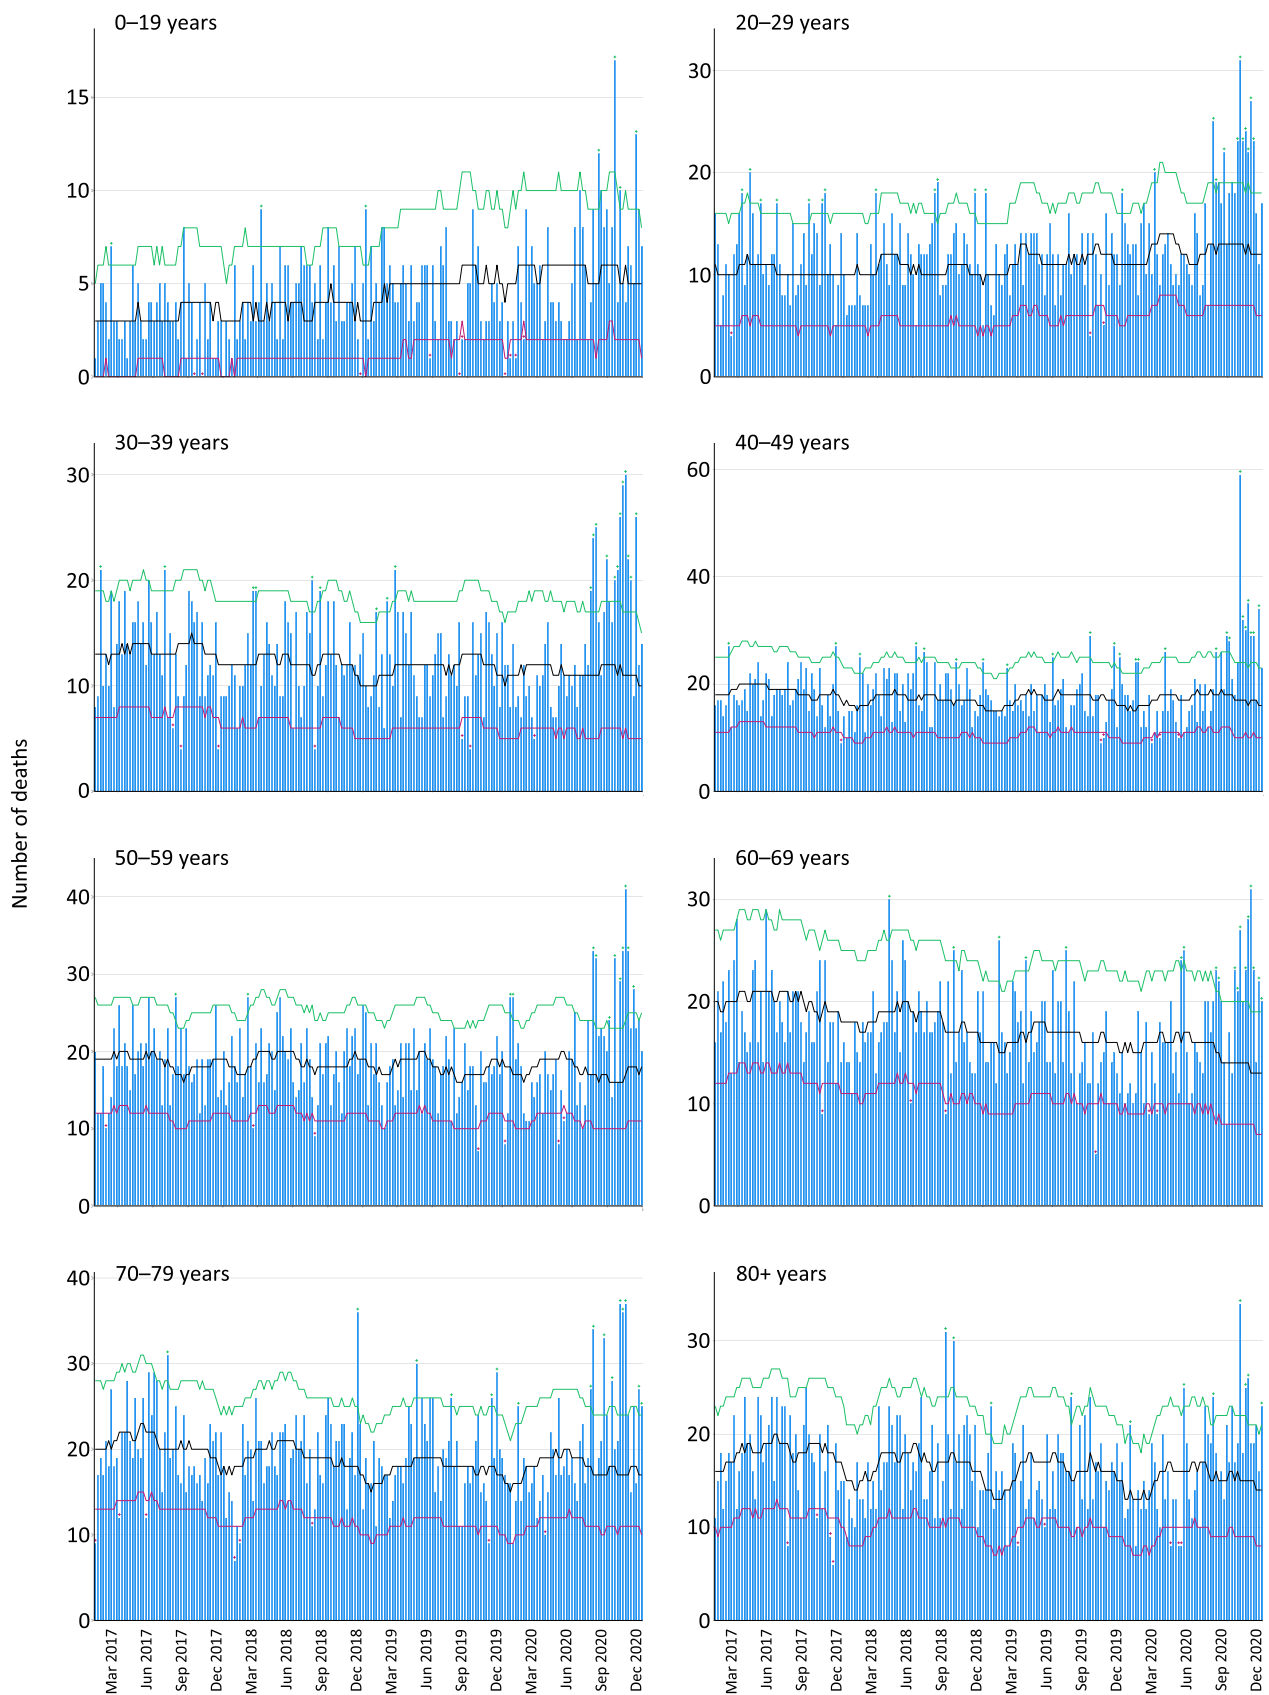 0–19 years
20–29 years
15
10
5
0
30
20
10
0
30–39 years
40–49 years
30
20
10
0
60
40
20
0
Number of deaths
50–59 years
60–69 years
40
30
20
10
0
30
20
10
0
70–79 years
80+ years
40
30
20
10
0
30
20
10
0
Mar 2017
Jun 2017
Sep 2017
Dec 2017
Mar 2018
Jun 2018
Sep 2018
Dec 2018
Mar 2019
Jun 2019
Sep 2019
Dec 2019
Mar 2020
Jun 2020
Sep 2020
Dec 2020
Mar 2017
Jun 2017
Sep 2017
Dec 2017
Mar 2018
Jun 2018
Sep 2018
Dec 2018
Mar 2019
Jun 2019
Sep 2019
Dec 2019
Mar 2020
Jun 2020
Sep 2020
Dec 2020